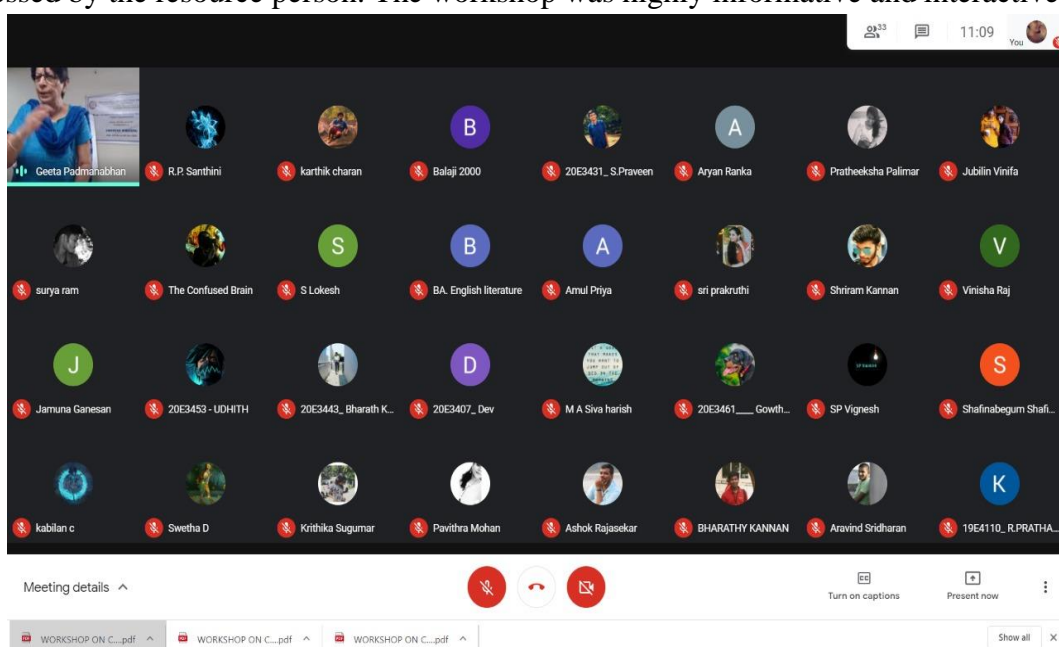 essed by the resource person. The workshop was highly informative and interactive
33 11:09 You
Geeta Padmanabhan R.P. Santhini karthik charan B Balaji 2000 20E3431_ S.Praveen A Aryan Ranka Pratheeksha Palimar Jubilin Vinifa
surya ram The Confused Brain S S Lokesh B BA. English literature A Amul Priya sri prakruthi Shriram Kannan V Vinisha Raj
J Jamuna Ganesan 20E3453 - UDHITH 20E3443_ Bharath K... D 20E3407_ Dev M A Siva harish 20E3461___ Gowth... SP Vignesh S Shafinabegum Shafi...
kabilan c Swetha D Krithika Sugumar Pavithra Mohan Ashok Rajasekar BHARATHY KANNAN Aravind Sridharan K 19E4110_ R.PRATHA...
Meeting details Turn on captions Present now
WORKSHOP ON C....pdf WORKSHOP ON C....pdf WORKSHOP ON C....pdf Show all X